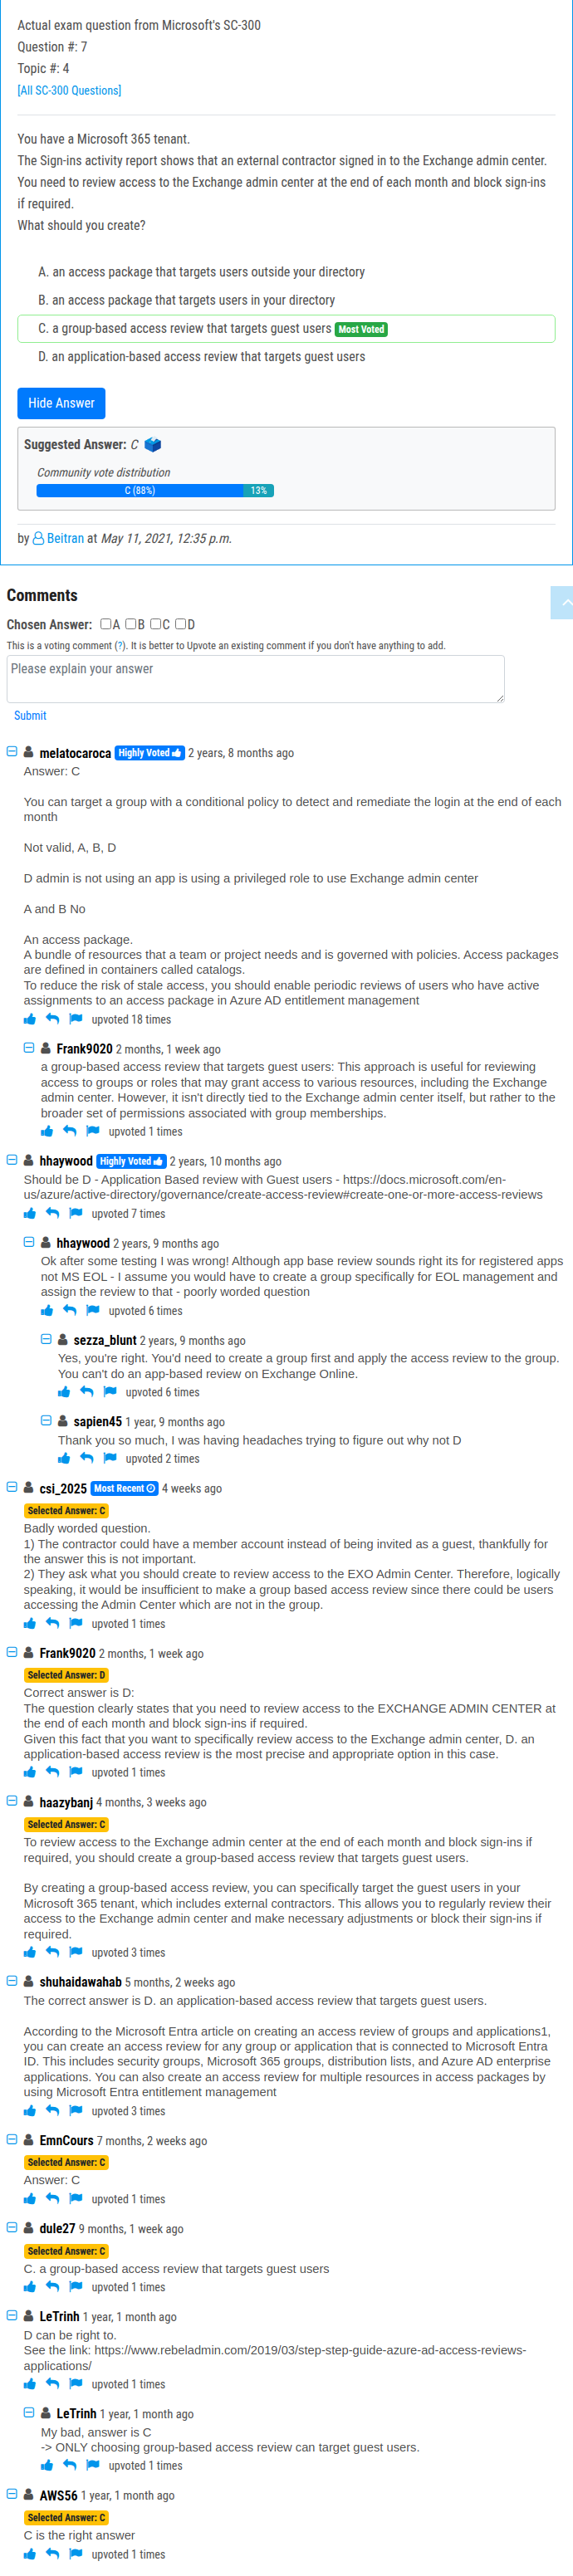 Actual exam question from Microsoft's SC-300
Question #: 7
Topic #: 4
[All SC-300 Questions]
You have a Microsoft 365 tenant.
The Sign-ins activity report shows that an external contractor signed in to the Exchange admin center.
You need to review access to the Exchange admin center at the end of each month and block sign-ins
if required.
What should you create?
A. an access package that targets users outside your directory
B. an access package that targets users in your directory
C. a group-based access review that targets guest users Most Voted
D. an application-based access review that targets guest users
Hide Answer
Suggested Answer: C
Community vote distribution
C (88%) 13%
by Beitran at May 11, 2021, 12:35 p.m.
Comments
Chosen Answer: A B C D
This is a voting comment (?). It is better to Upvote an existing comment if you don't have anything to add.
Please explain your answer
Submit
melatocaroca Highly Voted 2 years, 8 months ago
Answer: C
You can target a group with a conditional policy to detect and remediate the login at the end of each
month
Not valid, A, B, D
D admin is not using an app is using a privileged role to use Exchange admin center
A and B No
An access package.
A bundle of resources that a team or project needs and is governed with policies. Access packages
are defined in containers called catalogs.
To reduce the risk of stale access, you should enable periodic reviews of users who have active
assignments to an access package in Azure AD entitlement management
upvoted 18 times
Frank9020 2 months, 1 week ago
a group-based access review that targets guest users: This approach is useful for reviewing
access to groups or roles that may grant access to various resources, including the Exchange
admin center. However, it isn't directly tied to the Exchange admin center itself, but rather to the
broader set of permissions associated with group memberships.
upvoted 1 times
hhaywood Highly Voted 2 years, 10 months ago
Should be D - Application Based review with Guest users - https://docs.microsoft.com/en-
us/azure/active-directory/governance/create-access-review#create-one-or-more-access-reviews
upvoted 7 times
hhaywood 2 years, 9 months ago
Ok after some testing I was wrong! Although app base review sounds right its for registered apps
not MS EOL - I assume you would have to create a group specifically for EOL management and
assign the review to that - poorly worded question
upvoted 6 times
sezza_blunt 2 years, 9 months ago
Yes, you're right. You'd need to create a group first and apply the access review to the group.
You can't do an app-based review on Exchange Online.
upvoted 6 times
sapien45 1 year, 9 months ago
Thank you so much, I was having headaches trying to figure out why not D
upvoted 2 times
csi_2025 Most Recent 4 weeks ago
Selected Answer: C
Badly worded question.
1) The contractor could have a member account instead of being invited as a guest, thankfully for
the answer this is not important.
2) They ask what you should create to review access to the EXO Admin Center. Therefore, logically
speaking, it would be insufficient to make a group based access review since there could be users
accessing the Admin Center which are not in the group.
upvoted 1 times
Frank9020 2 months, 1 week ago
Selected Answer: D
Correct answer is D:
The question clearly states that you need to review access to the EXCHANGE ADMIN CENTER at
the end of each month and block sign-ins if required.
Given this fact that you want to specifically review access to the Exchange admin center, D. an
application-based access review is the most precise and appropriate option in this case.
upvoted 1 times
haazybanj 4 months, 3 weeks ago
Selected Answer: C
To review access to the Exchange admin center at the end of each month and block sign-ins if
required, you should create a group-based access review that targets guest users.
By creating a group-based access review, you can specifically target the guest users in your
Microsoft 365 tenant, which includes external contractors. This allows you to regularly review their
access to the Exchange admin center and make necessary adjustments or block their sign-ins if
required.
upvoted 3 times
shuhaidawahab 5 months, 2 weeks ago
The correct answer is D. an application-based access review that targets guest users.
According to the Microsoft Entra article on creating an access review of groups and applications1,
you can create an access review for any group or application that is connected to Microsoft Entra
ID. This includes security groups, Microsoft 365 groups, distribution lists, and Azure AD enterprise
applications. You can also create an access review for multiple resources in access packages by
using Microsoft Entra entitlement management
upvoted 3 times
EmnCours 7 months, 2 weeks ago
Selected Answer: C
Answer: C
upvoted 1 times
dule27 9 months, 1 week ago
Selected Answer: C
C. a group-based access review that targets guest users
upvoted 1 times
LeTrinh 1 year, 1 month ago
D can be right to.
See the link: https://www.rebeladmin.com/2019/03/step-step-guide-azure-ad-access-reviews-
applications/
upvoted 1 times
LeTrinh 1 year, 1 month ago
My bad, answer is C
-> ONLY choosing group-based access review can target guest users.
upvoted 1 times
AWS56 1 year, 1 month ago
Selected Answer: C
C is the right answer
upvoted 1 times